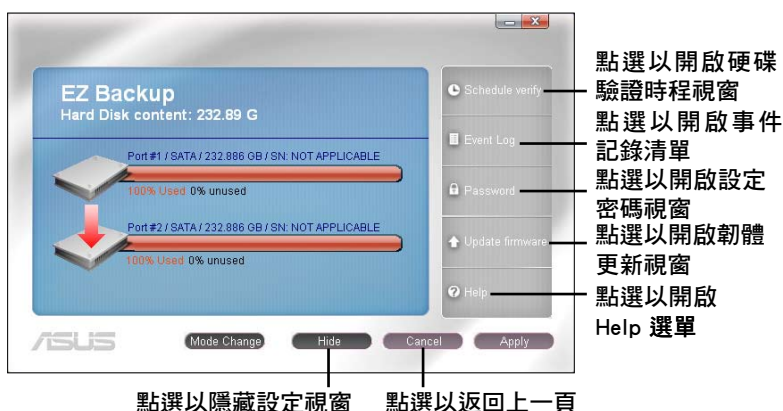 EZ Backup
Hard Disk content: 232.89 G
Port #1 / SATA / 232.886 GB / SN: NOT APPLICABLE
100% Used 0% unused
Port #2 / SATA / 232.886 GB / SN: NOT APPLICABLE
100% Used 0% unused
Schedule verify
Event Log
Password
Update firmware
Help
ASUS
Mode Change
Hide
Cancel
Apply
點選以開啟硬碟
驗證時程視窗
點選以開啟事件
記錄清單
點選以開啟設定
密碼視窗
點選以開啟韌體
更新視窗
點選以開啟
Help 選單
點選以隱藏設定視窗
點選以返回上一頁